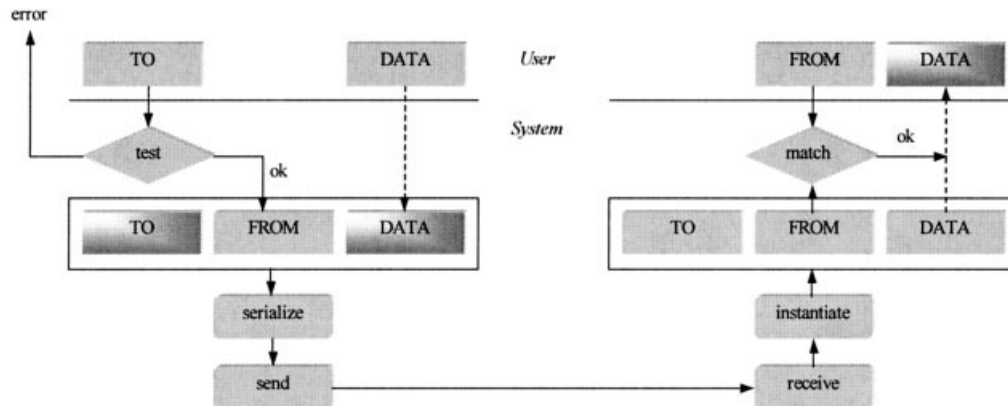 error
TO
DATA
User
FROM
DATA
System
test
ok
match
ok
TO
FROM
DATA
TO
FROM
DATA
serialize
instantiate
send
receive